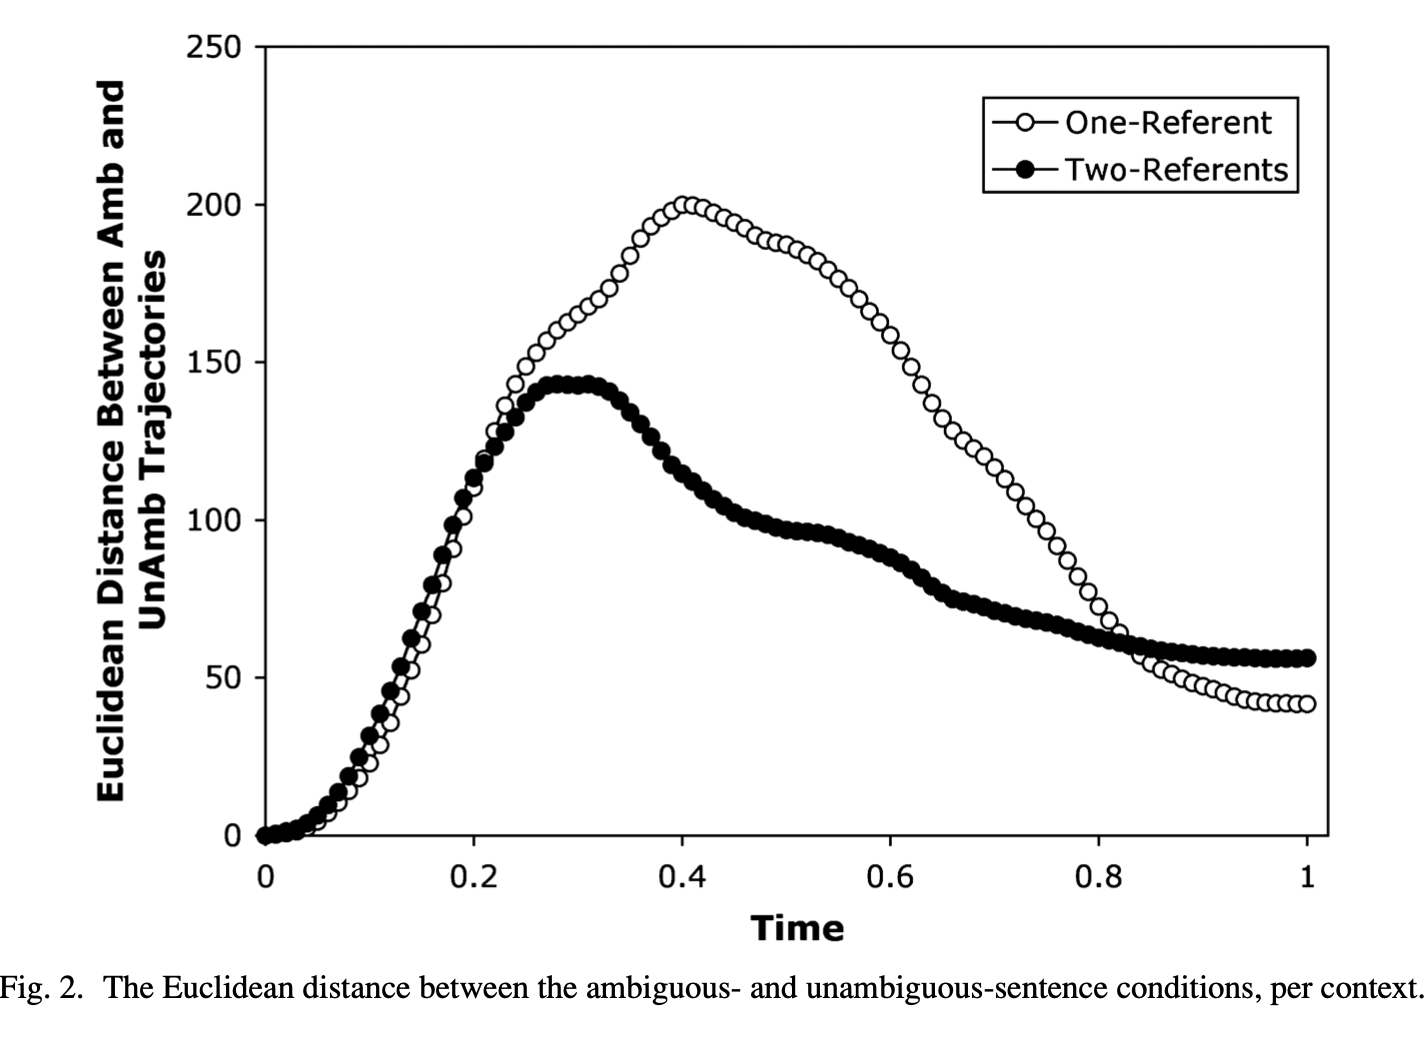 250
200
150
100
50
0
Euclidean Distance Between Amb and
UnAmb Trajectories
One-Referent
Two-Referents
0 0.2 0.4 0.6 0.8 1
Time
Fig. 2. The Euclidean distance between the ambiguous- and unambiguous-sentence conditions, per context.